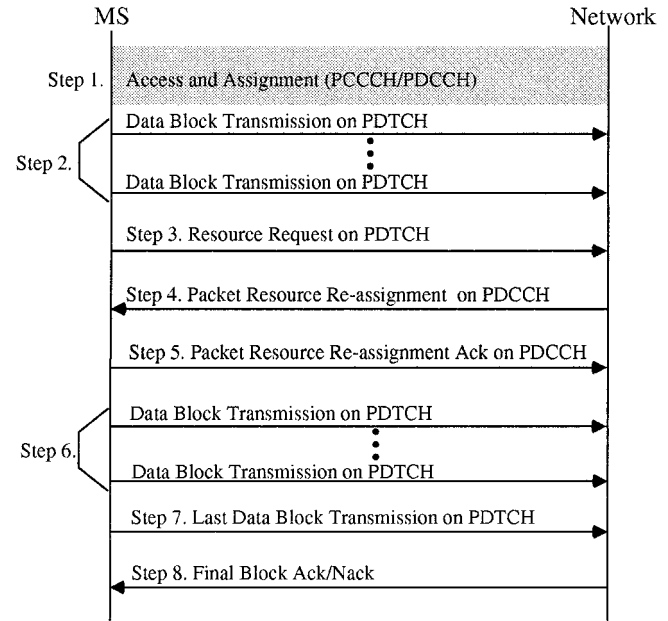 MS Network
Step 1. Access and Assignment (PCCCH/PDCCH)
Data Block Transmission on PDTCH
Step 2.
Data Block Transmission on PDTCH
Step 3. Resource Request on PDTCH
Step 4. Packet Resource Re-assignment on PDCCH
Step 5. Packet Resource Re-assignment Ack on PDCCH
Data Block Transmission on PDTCH
Step 6.
Data Block Transmission on PDTCH
Step 7. Last Data Block Transmission on PDTCH
Step 8. Final Block Ack/Nack